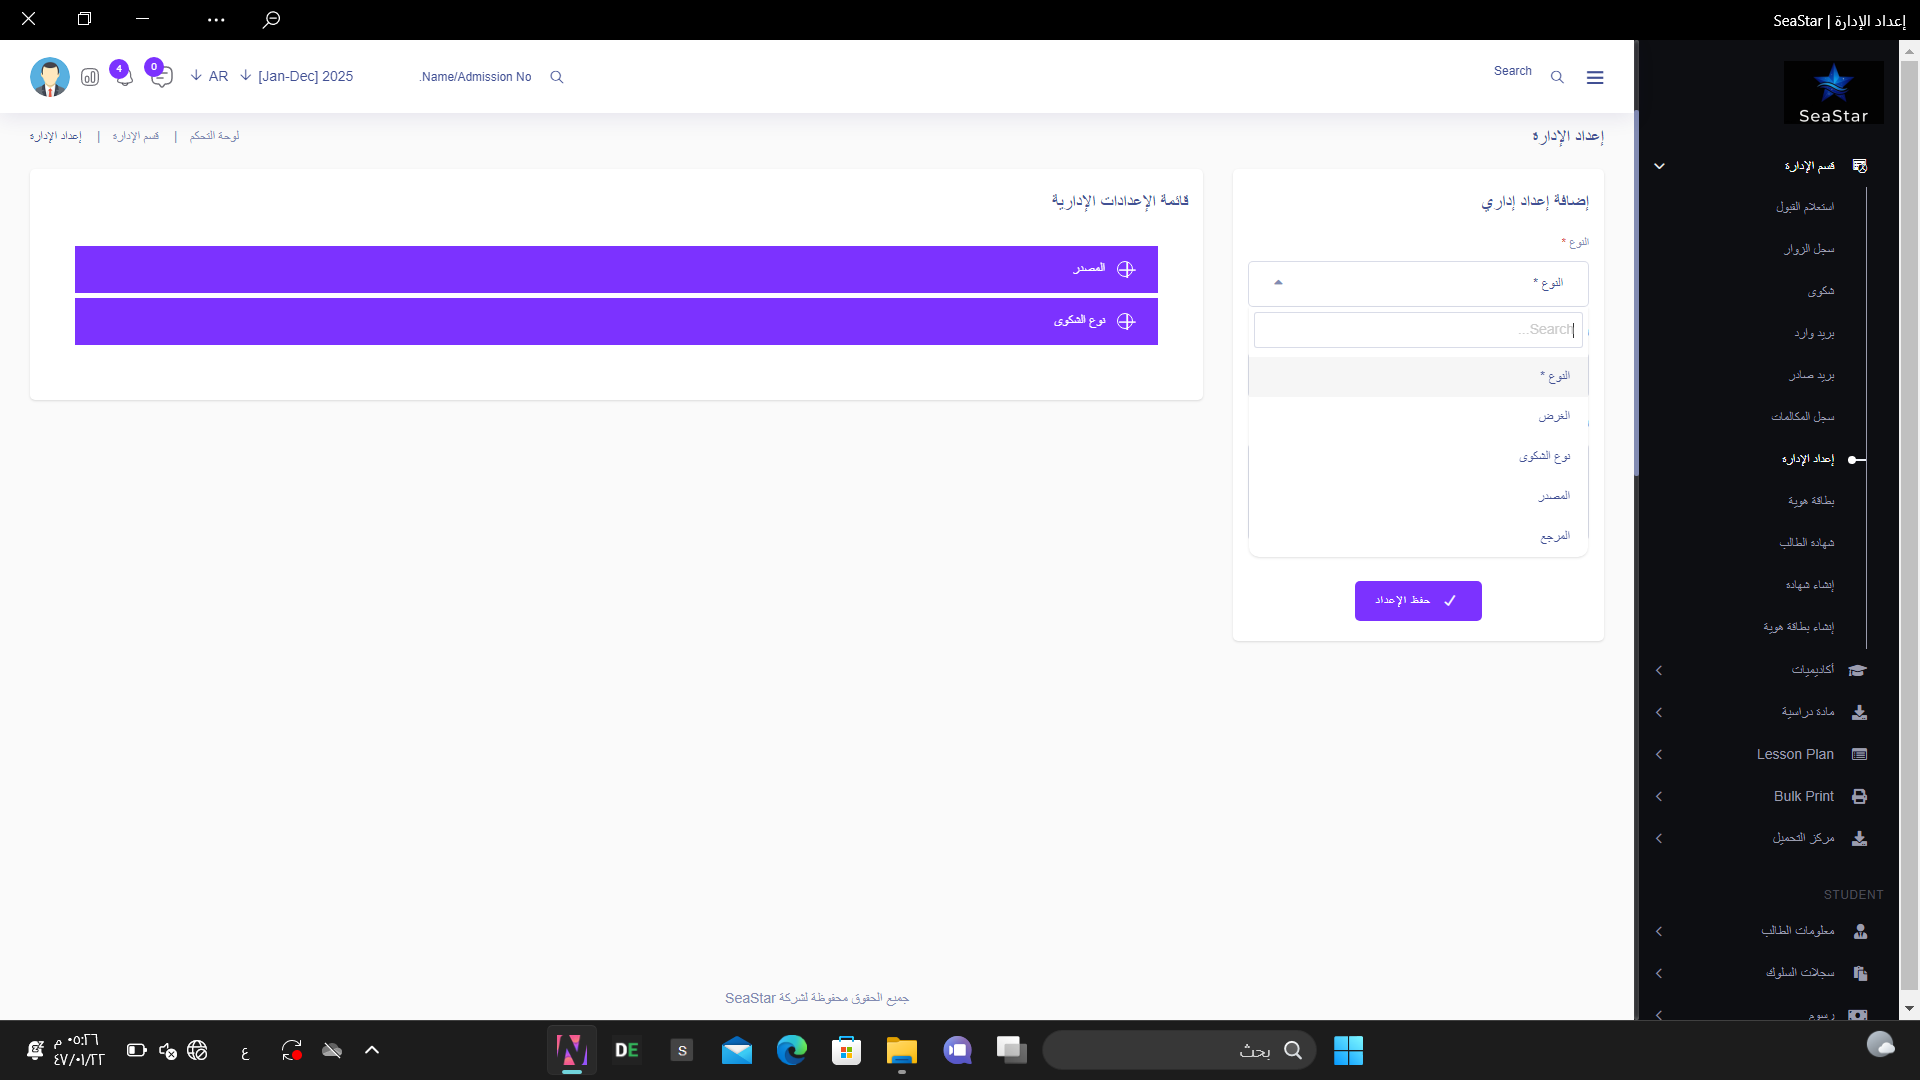 إعداد الإدارة | SeaStar
SeaStar
قسم الإدارة
استعلام القبول
سجل الزوار
شكوى
بريد وارد
بريد صادر
سجل المكالمات
إعداد الإدارة
بطاقة هوية
شهادة الطالب
إنشاء شهادة
إنشاء بطاقة هوية
أكاديميات
مادة دراسية
Lesson Plan
Bulk Print
مركز التحميل
STUDENT
معلومات الطالب
سجلات السلوك
رسوم
Search
.Name/Admission No
[Jan-Dec] 2025
AR
0
4
إعداد الإدارة
لوحة التحكم | قسم الإدارة | إعداد الإدارة
إضافة إعداد إداري
النوع *
النوع *
...Search
النوع *
الغرض
نوع الشكوى
المصدر
المرجع
حفظ الإعداد
قائمة الإعدادات الإدارية
المصدر
نوع الشكوى
جميع الحقوق محفوظة لشركة SeaStar
بحث
S
DE
ع
٠٥:٢٦ م
٤٧/٠١/٢٢